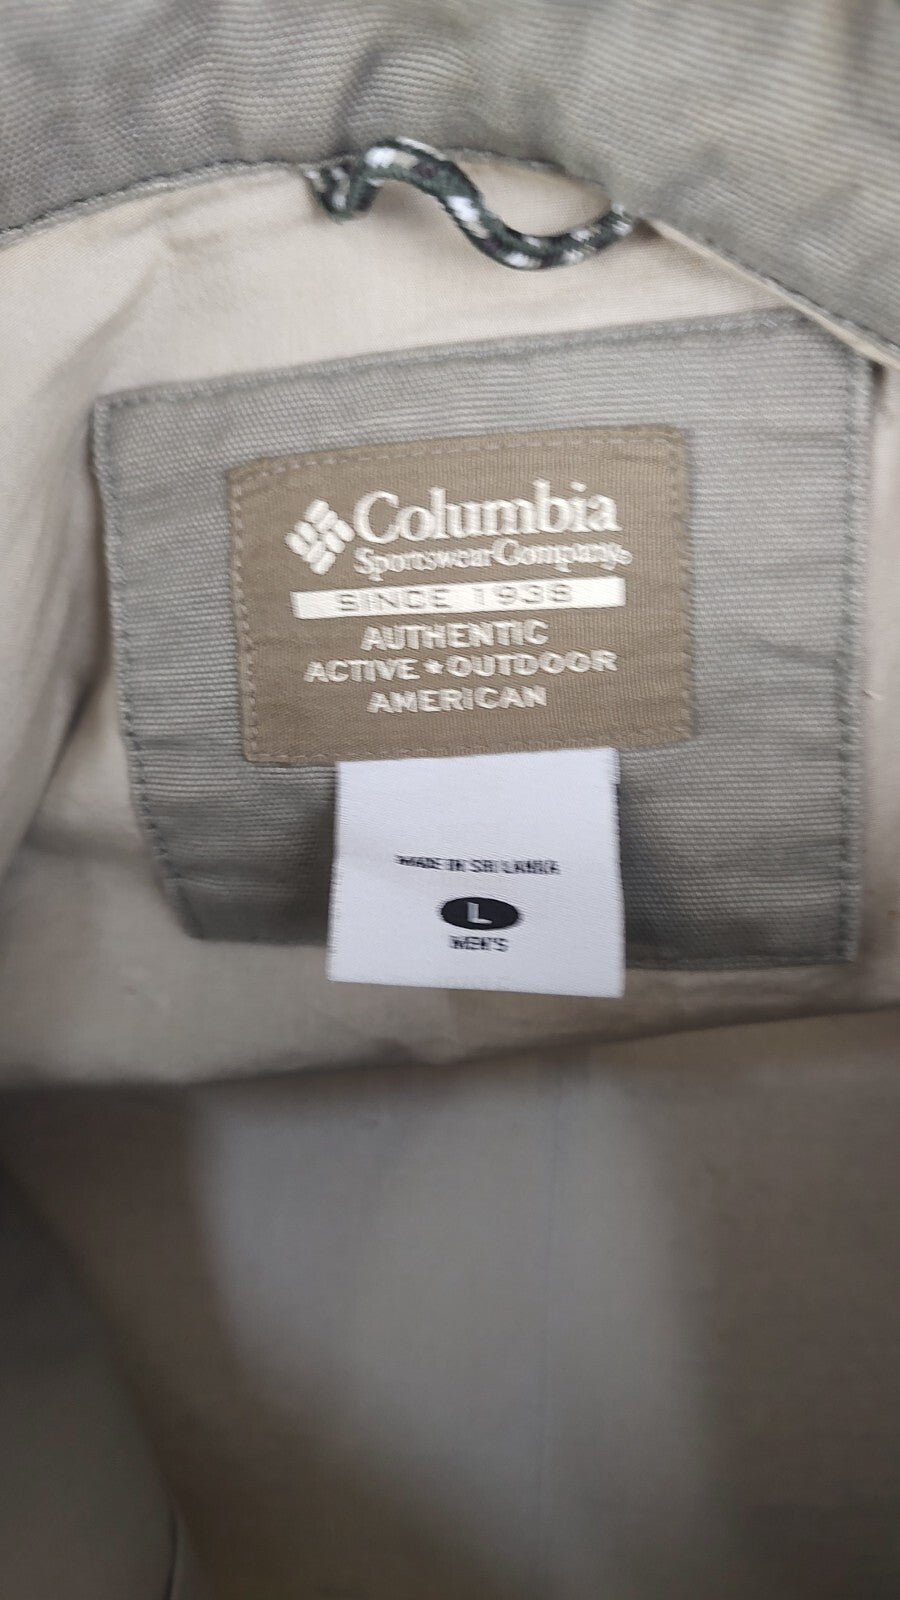 Columbia
Sportswear Company®
SINCE 1938
AUTHENTIC
ACTIVE ★ OUTDOOR
AMERICAN
MADE IN SRI LANKA
L
MEN'S